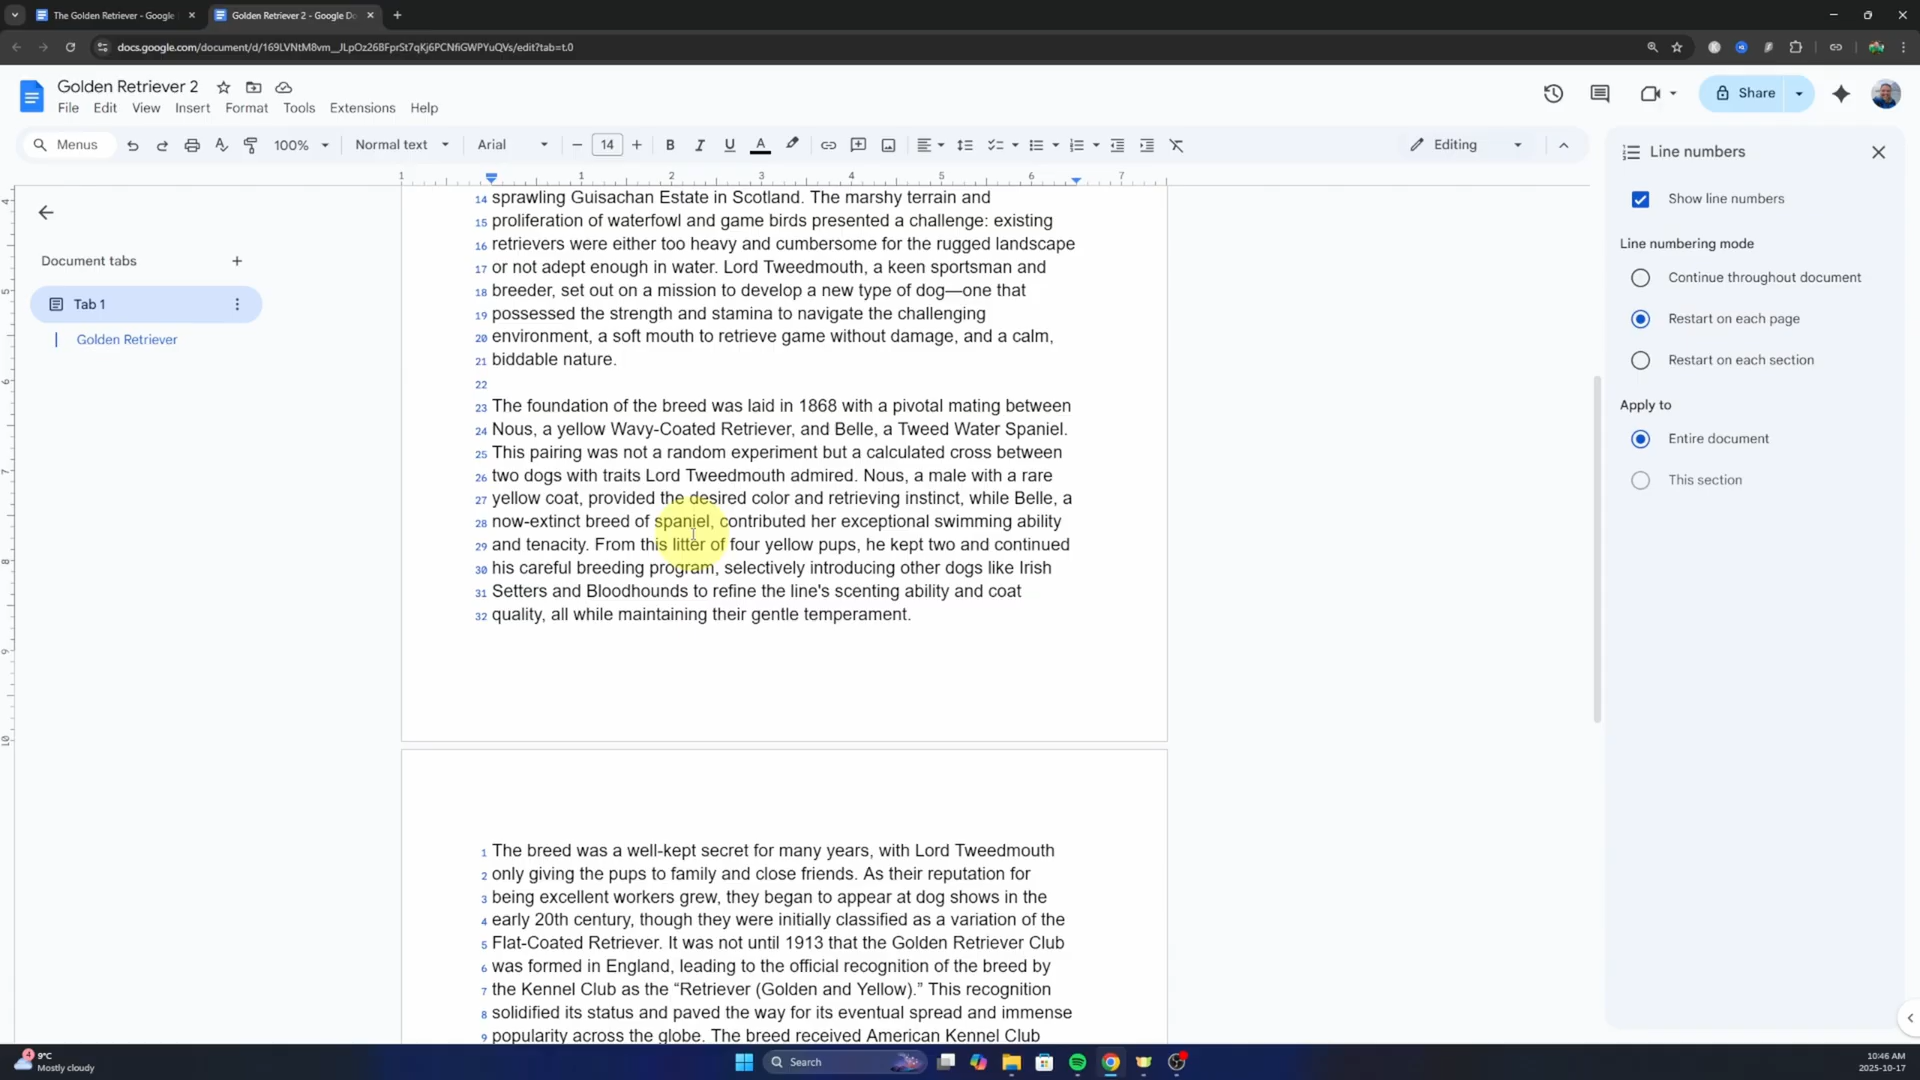 The Golden Retriever - Google
Golden Retriever 2 - Google Do
docs.google.com/document/d/169LVNtM8vm__JLpOz26BFprSt7qKj6PCNfiGWPYuQVs/edit?tab=t.0
Golden Retriever 2
File Edit View Insert Format Tools Extensions Help
Share
Menus 100% Normal text Arial 14 Editing
1 1 2 3 4 5 6 7
Document tabs
Tab 1
Golden Retriever
14 sprawling Guisachan Estate in Scotland. The marshy terrain and
15 proliferation of waterfowl and game birds presented a challenge: existing
16 retrievers were either too heavy and cumbersome for the rugged landscape
17 or not adept enough in water. Lord Tweedmouth, a keen sportsman and
18 breeder, set out on a mission to develop a new type of dog—one that
19 possessed the strength and stamina to navigate the challenging
20 environment, a soft mouth to retrieve game without damage, and a calm,
21 biddable nature.
22
23 The foundation of the breed was laid in 1868 with a pivotal mating between
24 Nous, a yellow Wavy-Coated Retriever, and Belle, a Tweed Water Spaniel.
25 This pairing was not a random experiment but a calculated cross between
26 two dogs with traits Lord Tweedmouth admired. Nous, a male with a rare
27 yellow coat, provided the desired color and retrieving instinct, while Belle, a
28 now-extinct breed of spaniel, contributed her exceptional swimming ability
29 and tenacity. From this litter of four yellow pups, he kept two and continued
30 his careful breeding program, selectively introducing other dogs like Irish
31 Setters and Bloodhounds to refine the line's scenting ability and coat
32 quality, all while maintaining their gentle temperament.
1 The breed was a well-kept secret for many years, with Lord Tweedmouth
2 only giving the pups to family and close friends. As their reputation for
3 being excellent workers grew, they began to appear at dog shows in the
4 early 20th century, though they were initially classified as a variation of the
5 Flat-Coated Retriever. It was not until 1913 that the Golden Retriever Club
6 was formed in England, leading to the official recognition of the breed by
7 the Kennel Club as the “Retriever (Golden and Yellow).” This recognition
8 solidified its status and paved the way for its eventual spread and immense
9 popularity across the globe. The breed received American Kennel Club
Line numbers
Show line numbers
Line numbering mode
Continue throughout document
Restart on each page
Restart on each section
Apply to
Entire document
This section
4
9°C
Mostly cloudy
Search
10:46 AM
2025-10-17